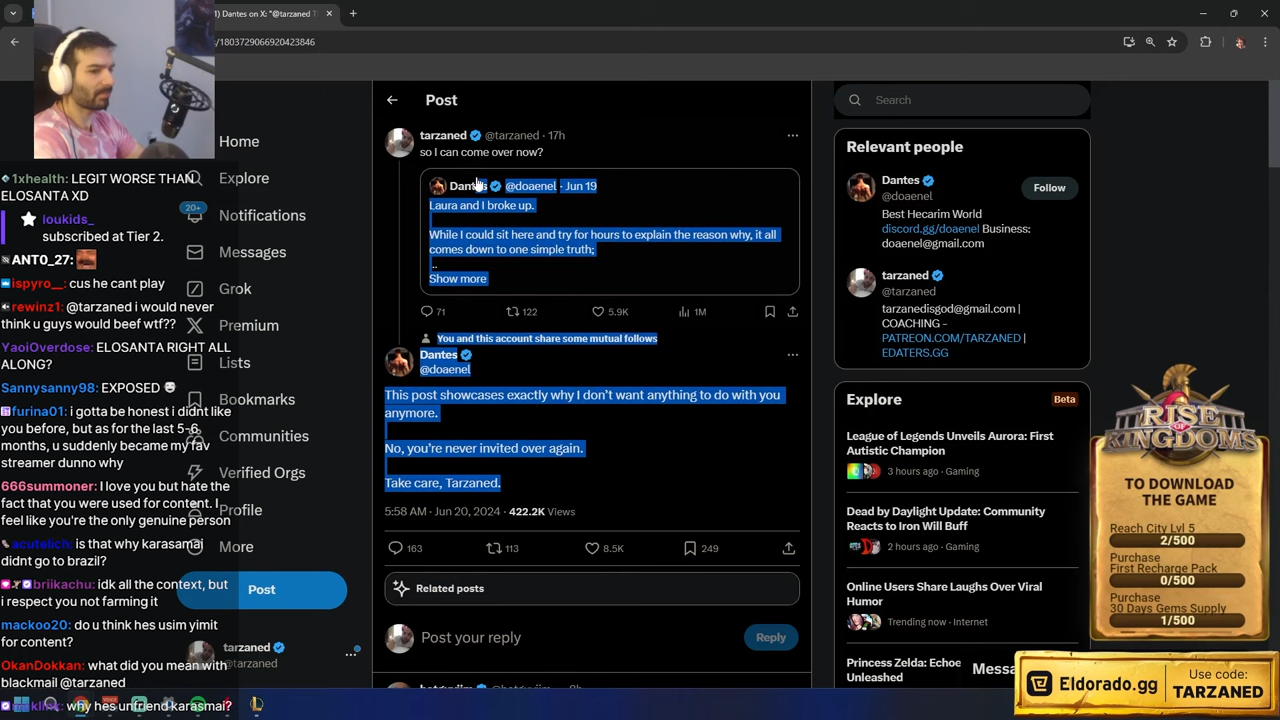 ) Dantes on X: "@tarzaned T
/1803729066920423846
1xhealth: LEGIT WORSE THAN
ELOSANTA XD
loukids_
subscribed at Tier 2.
ANT0_27:
ispyro__: cus he cant play
rewinz1: @tarzaned i would never
think u guys would beef wtf??
YaoiOverdose: ELOSANTA RIGHT ALL
ALONG?
Sannysanny98: EXPOSED
furina01: i gotta be honest i didnt like
you before, but as for the last 5-6
months, u suddenly became my fav
streamer dunno why
666summoner: I love you but hate the
fact that you were used for content. I
feel like you're the only genuine person
acutelich: is that why karasamai
didnt go to brazil?
briikachu: idk all the context, but
i respect you not farming it
mackoo20: do u think hes usim yimit
for content?
OkanDokkan: what did you mean with
blackmail @tarzaned
why hes unfriend karasmai?
Home
Explore
20+
Notifications
Messages
Grok
Premium
Lists
Bookmarks
Communities
Verified Orgs
Profile
More
Post
tarzaned
@tarzaned
Post
tarzaned @tarzaned · 17h
so I can come over now?
Dantes @doaenel · Jun 19
Laura and I broke up.
While I could sit here and try for hours to explain the reason why, it all
comes down to one simple truth;
..
Show more
71 122 5.9K 1M
You and this account share some mutual follows
Dantes
@doaenel
This post showcases exactly why I don't want anything to do with you
anymore.
No, you're never invited over again.
Take care, Tarzaned.
5:58 AM · Jun 20, 2024 · 422.2K Views
163 113 8.5K 249
Related posts
Post your reply
Reply
Search
Relevant people
Dantes
@doaenel
Follow
Best Hecarim World
discord.gg/doaenel Business:
doaenel@gmail.com
tarzaned
@tarzaned
tarzanedisgod@gmail.com |
COACHING -
PATREON.COM/TARZANED |
EDATERS.GG
Explore
Beta
League of Legends Unveils Aurora: First
Autistic Champion
3 hours ago · Gaming
Dead by Daylight Update: Community
Reacts to Iron Will Buff
2 hours ago · Gaming
Online Users Share Laughs Over Viral
Humor
Trending now · Internet
Princess Zelda: Echoe
Unleashed
Messa
RISE OF
KINGDOMS
TO DOWNLOAD
THE GAME
Reach City Lvl 5
2/500
Purchase
First Recharge Pack
0/500
Purchase
30 Days Gems Supply
1/500
Eldorado.gg
Use code:
TARZANED